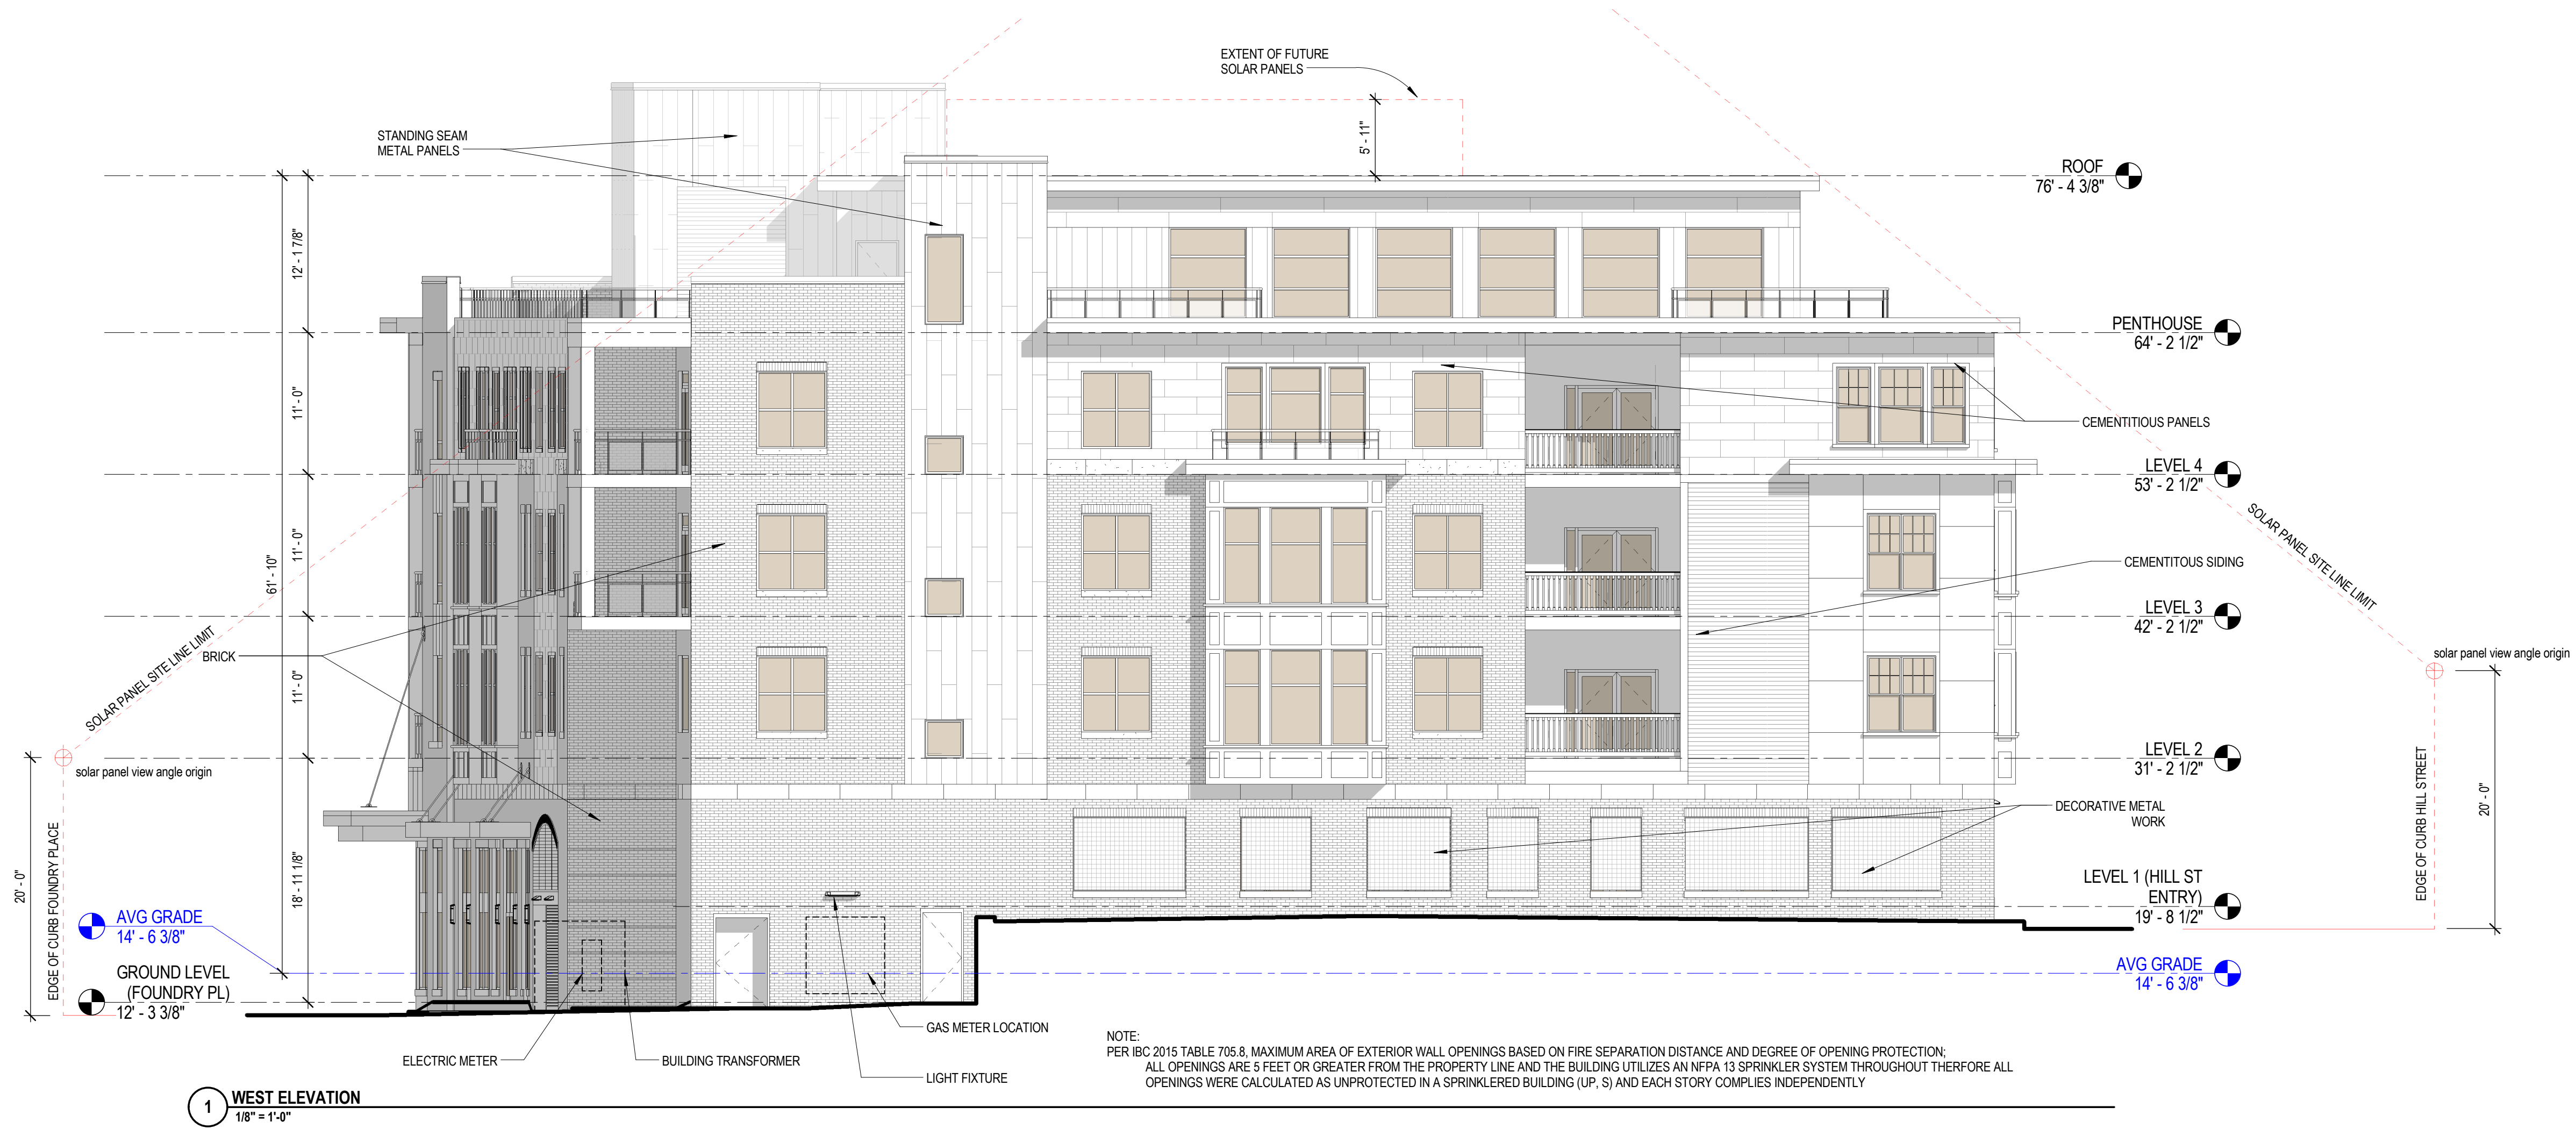 EXTENT OF FUTURE
SOLAR PANELS
STANDING SEAM
METAL PANELS
5' - 11"
ROOF
76' - 4 3/8"
12' - 1 7/8"
PENTHOUSE
64' - 2 1/2"
11' - 0"
CEMENTITIOUS PANELS
LEVEL 4
53' - 2 1/2"
SOLAR PANEL SITE LINE LIMIT
11' - 0"
61' - 10"
CEMENTITOUS SIDING
LEVEL 3
42' - 2 1/2"
SOLAR PANEL SITE LINE LIMIT
BRICK
solar panel view angle origin
11' - 0"
LEVEL 2
31' - 2 1/2"
solar panel view angle origin
DECORATIVE METAL
WORK
20' - 0"
EDGE OF CURB HILL STREET
18' - 11 1/8"
20' - 0"
EDGE OF CURB FOUNDRY PLACE
LEVEL 1 (HILL ST
ENTRY)
19' - 8 1/2"
AVG GRADE
14' - 6 3/8"
GROUND LEVEL
(FOUNDRY PL)
12' - 3 3/8"
AVG GRADE
14' - 6 3/8"
GAS METER LOCATION
ELECTRIC METER
BUILDING TRANSFORMER
LIGHT FIXTURE
NOTE:
PER IBC 2015 TABLE 705.8, MAXIMUM AREA OF EXTERIOR WALL OPENINGS BASED ON FIRE SEPARATION DISTANCE AND DEGREE OF OPENING PROTECTION;
ALL OPENINGS ARE 5 FEET OR GREATER FROM THE PROPERTY LINE AND THE BUILDING UTILIZES AN NFPA 13 SPRINKLER SYSTEM THROUGHOUT THERFORE ALL
OPENINGS WERE CALCULATED AS UNPROTECTED IN A SPRINKLERED BUILDING (UP, S) AND EACH STORY COMPLIES INDEPENDENTLY
1
WEST ELEVATION
1/8" = 1'-0"